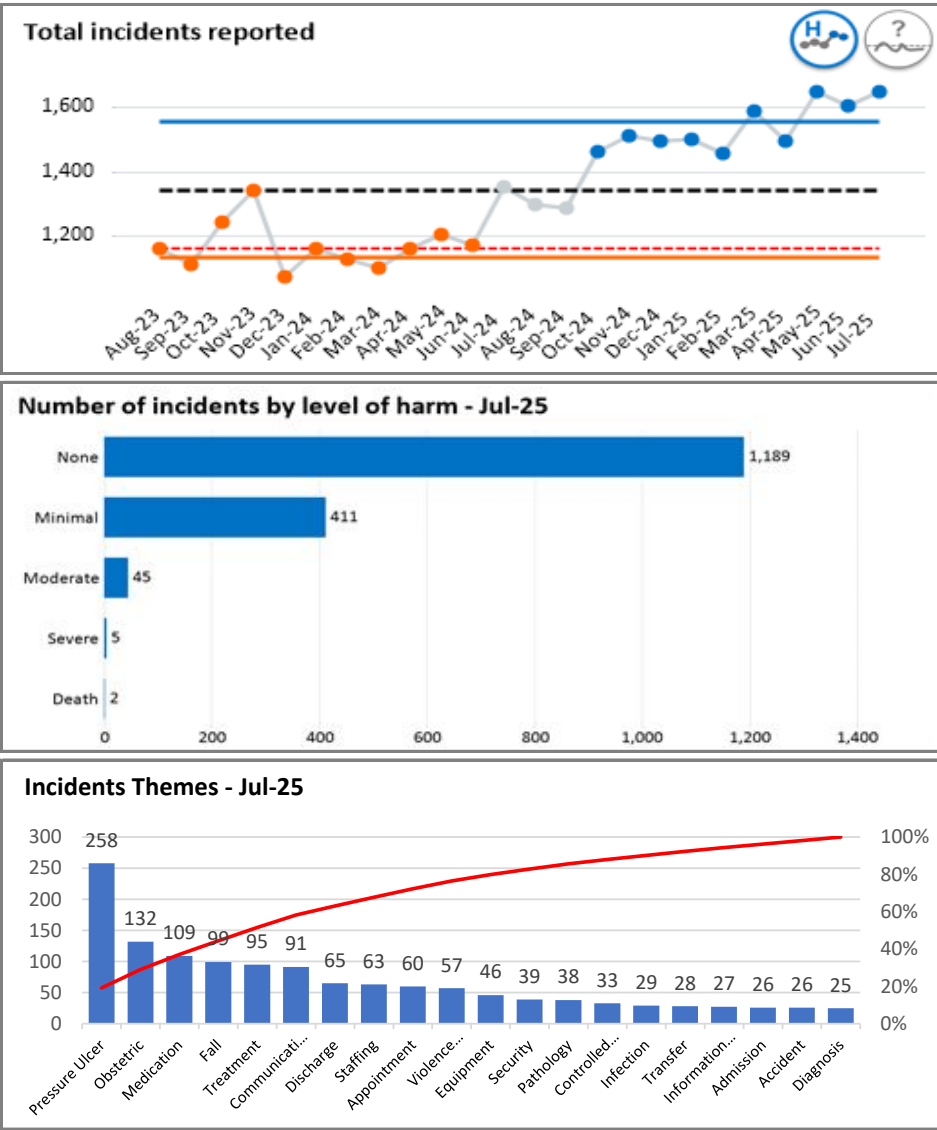 Total incidents reported
H
?
1,600
1,400
1,200
Aug-23
Sep-23
Oct-23
Nov-23
Dec-23
Jan-24
Feb-24
Mar-24
Apr-24
May-24
Jun-24
Jul-24
Aug-24
Sep-24
Oct-24
Nov-24
Dec-24
Jan-25
Feb-25
Mar-25
Apr-25
May-25
Jun-25
Jul-25
Number of incidents by level of harm - Jul-25
None 1,189
Minimal 411
Moderate 45
Severe 5
Death 2
0 200 400 600 800 1,000 1,200 1,400
Incidents Themes - Jul-25
300
250
200
150
100
50
0
258 132 109 99 95 91 65 63 60 57 46 39 38 33 29 28 27 26 26 25
100%
80%
60%
40%
20%
0%
Pressure Ulcer
Obstetric
Medication
Fall
Treatment
Communicati...
Discharge
Staffing
Appointment
Violence...
Equipment
Security
Pathology
Controlled...
Infection
Transfer
Information...
Admission
Accident
Diagnosis